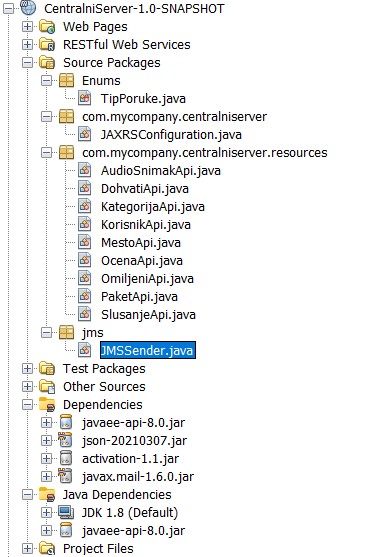 CentralniServer-1.0-SNAPSHOT
Web Pages
RESTful Web Services
Source Packages
Enums
TipPoruke.java
com.mycompany.centralniserver
JAXRSConfiguration.java
com.mycompany.centralniserver.resources
AudioSnimakApi.java
DohvatiApi.java
KategorijaApi.java
KorisnikApi.java
MestoApi.java
OcenaApi.java
OmiljeniApi.java
PaketApi.java
SlusanjeApi.java
jms
JMSSender.java
Test Packages
Other Sources
Dependencies
javaee-api-8.0.jar
json-20210307.jar
activation-1.1.jar
javax.mail-1.6.0.jar
Java Dependencies
JDK 1.8 (Default)
javaee-api-8.0.jar
Project Files